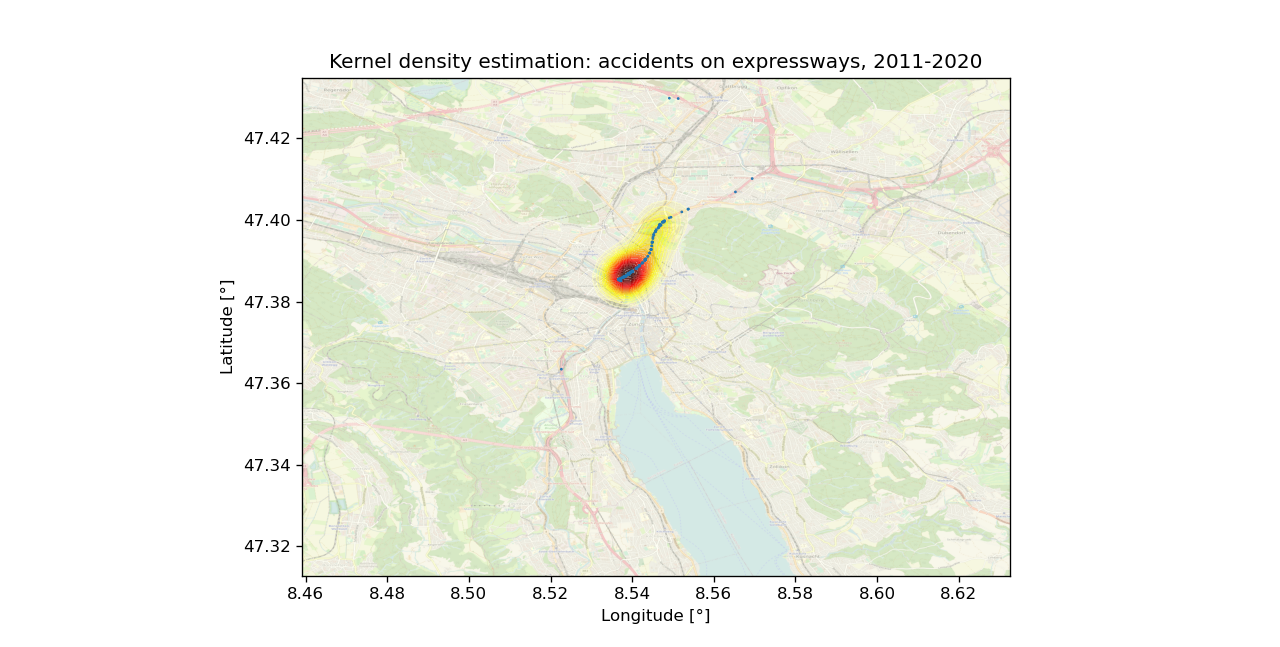 Kernel density estimation: accidents on expressways, 2011-2020
47.42
47.40
47.38
47.36
47.34
47.32
Latitude [°]
8.46 8.48 8.50 8.52 8.54 8.56 8.58 8.60 8.62
Longitude [°]